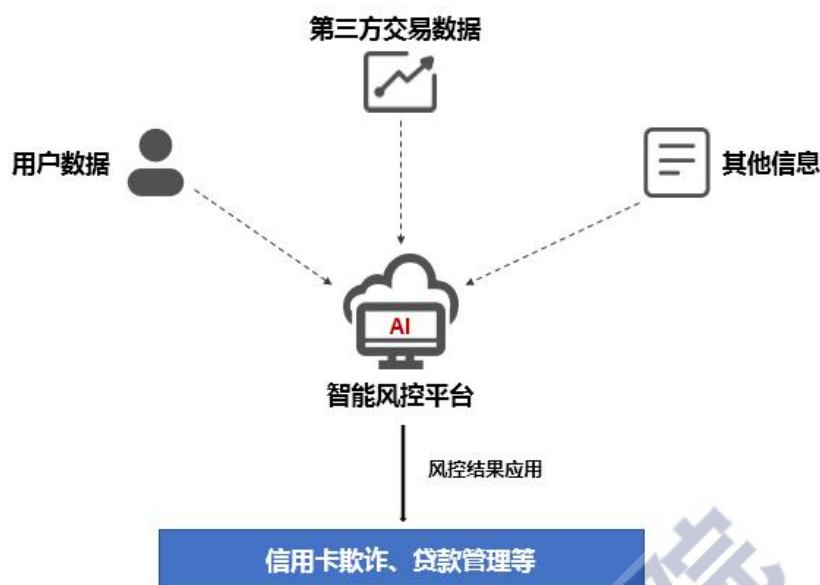 第三方交易数据
用户数据
其他信息
AI
智能风控平台
风控结果应用
信用卡欺诈、贷款管理等